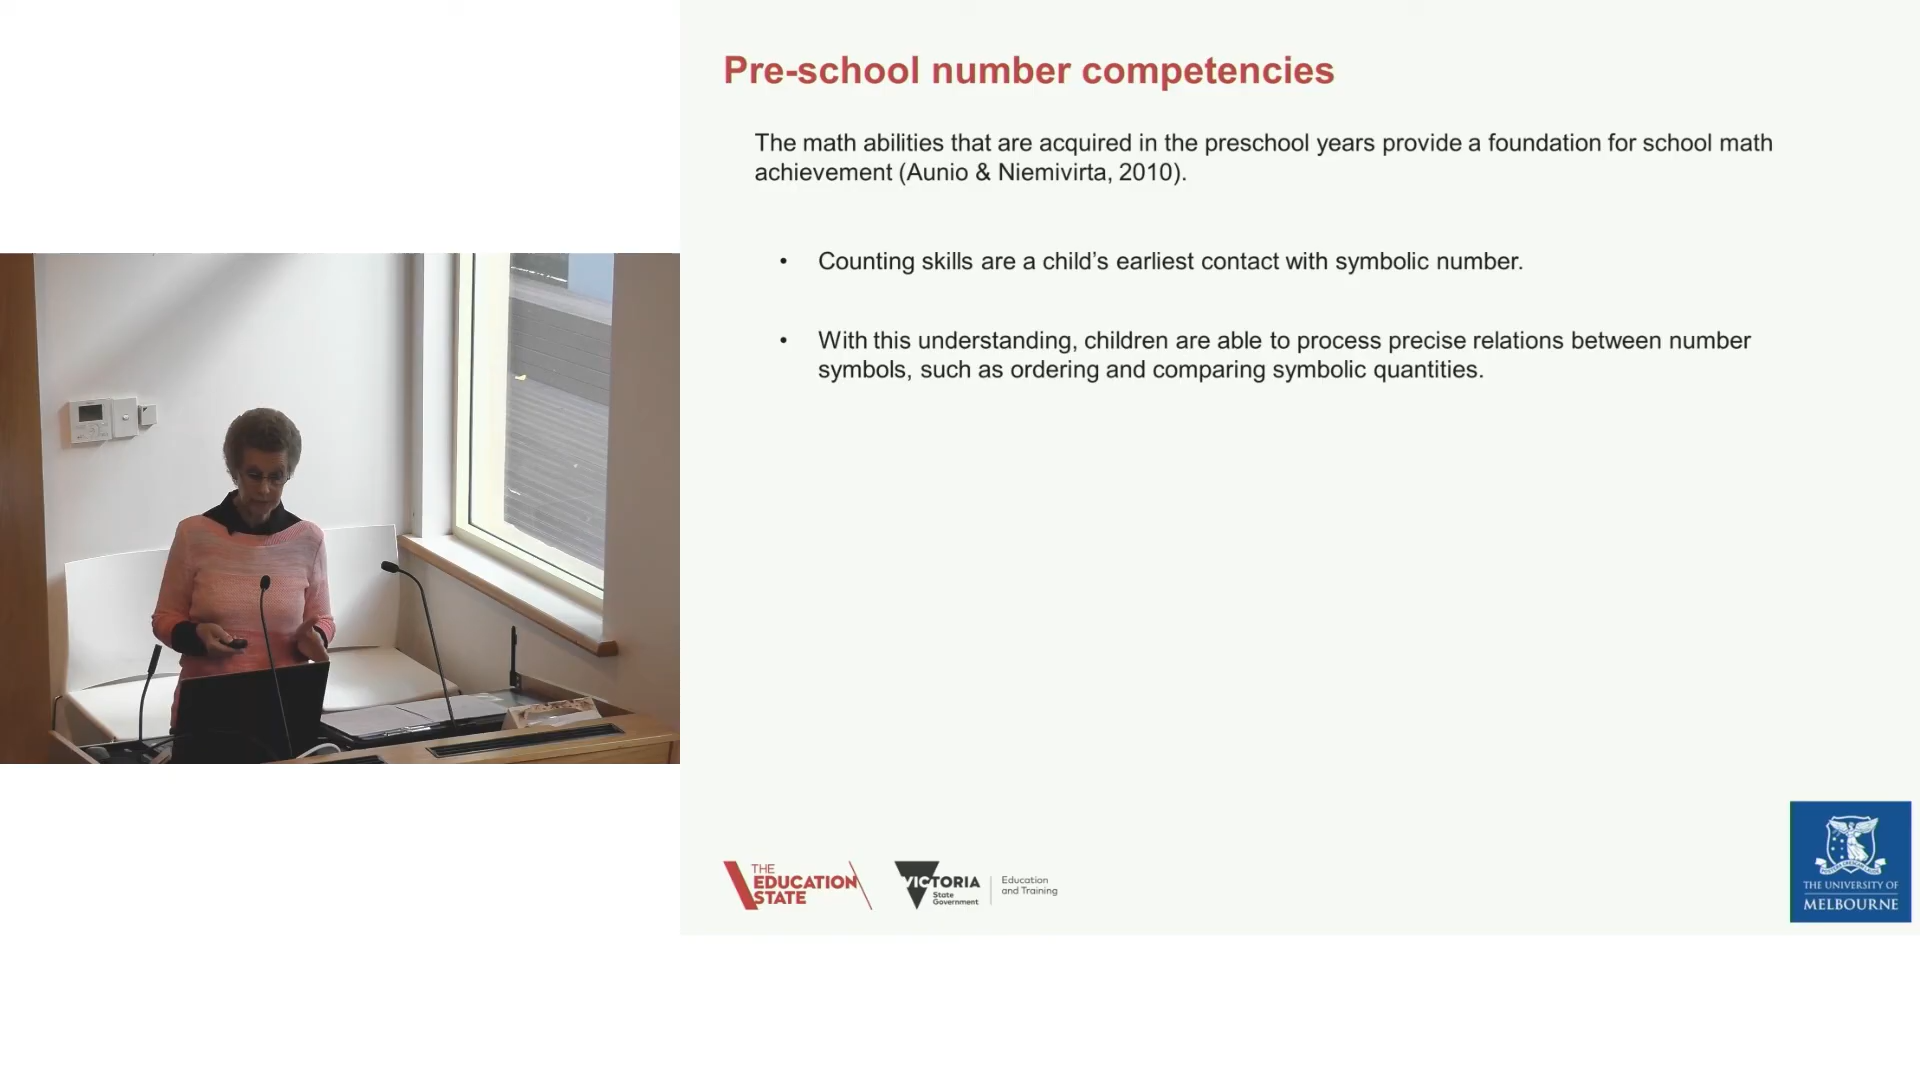 Pre-school number competencies
The math abilities that are acquired in the preschool years provide a foundation for school math
achievement (Aunio & Niemivirta, 2010).
• Counting skills are a child’s earliest contact with symbolic number.
• With this understanding, children are able to process precise relations between number
symbols, such as ordering and comparing symbolic quantities.
THE
EDUCATION
STATE
VICTORIA
State
Government
Education
and Training
THE UNIVERSITY OF
MELBOURNE